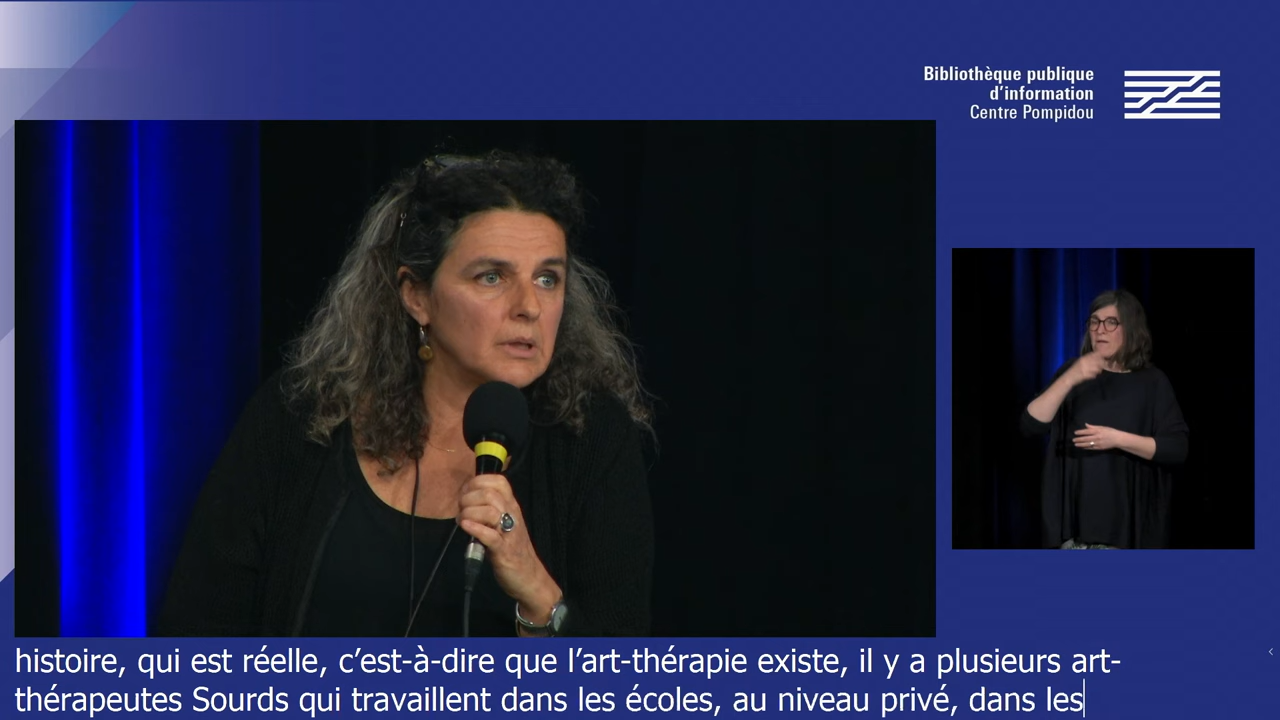 Bibliothèque publique
d'information
Centre Pompidou
histoire, qui est réelle, c’est-à-dire que l’art-thérapie existe, il y a plusieurs art-
thérapeutes Sourds qui travaillent dans les écoles, au niveau privé, dans les